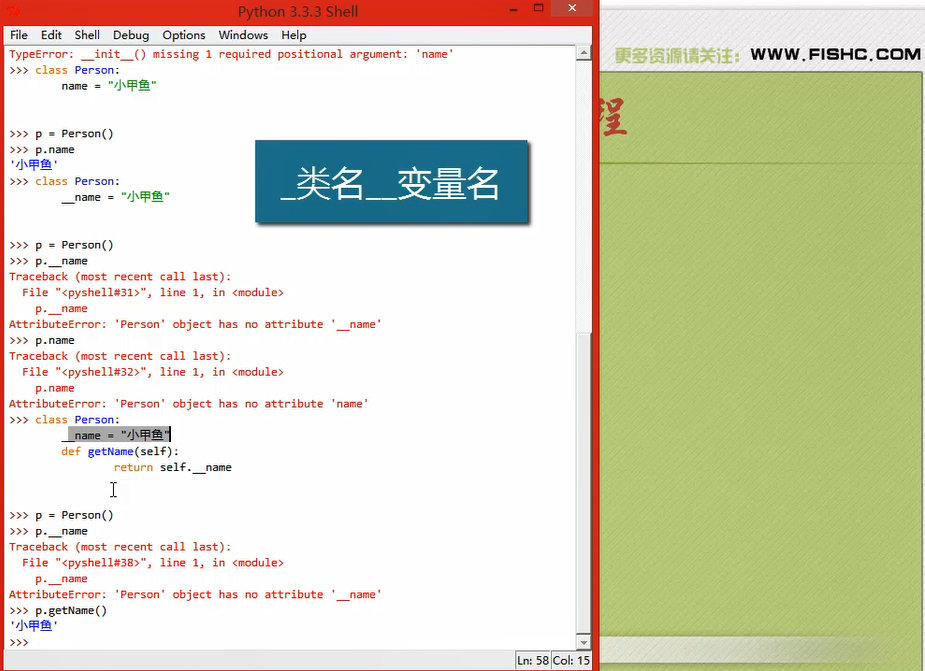 Python 3.3.3 Shell
File Edit Shell Debug Options Windows Help
TypeError: __init__() missing 1 required positional argument: 'name'
>>> class Person:
name = "小甲鱼"
>>> p = Person()
>>> p.name
'小甲鱼'
>>> class Person:
__name = "小甲鱼"
>>> p = Person()
>>> p.__name
Traceback (most recent call last):
File "<pyshell#31>", line 1, in <module>
p.__name
AttributeError: 'Person' object has no attribute '__name'
>>> p.name
Traceback (most recent call last):
File "<pyshell#32>", line 1, in <module>
p.name
AttributeError: 'Person' object has no attribute 'name'
>>> class Person:
__name = "小甲鱼"
def getName(self):
return self.__name
>>> p = Person()
>>> p.__name
Traceback (most recent call last):
File "<pyshell#38>", line 1, in <module>
p.__name
AttributeError: 'Person' object has no attribute '__name'
>>> p.getName()
'小甲鱼'
>>>
Ln: 58 Col: 15
_类名__变量名
更多资源请关注: WWW.FISHC.COM
程